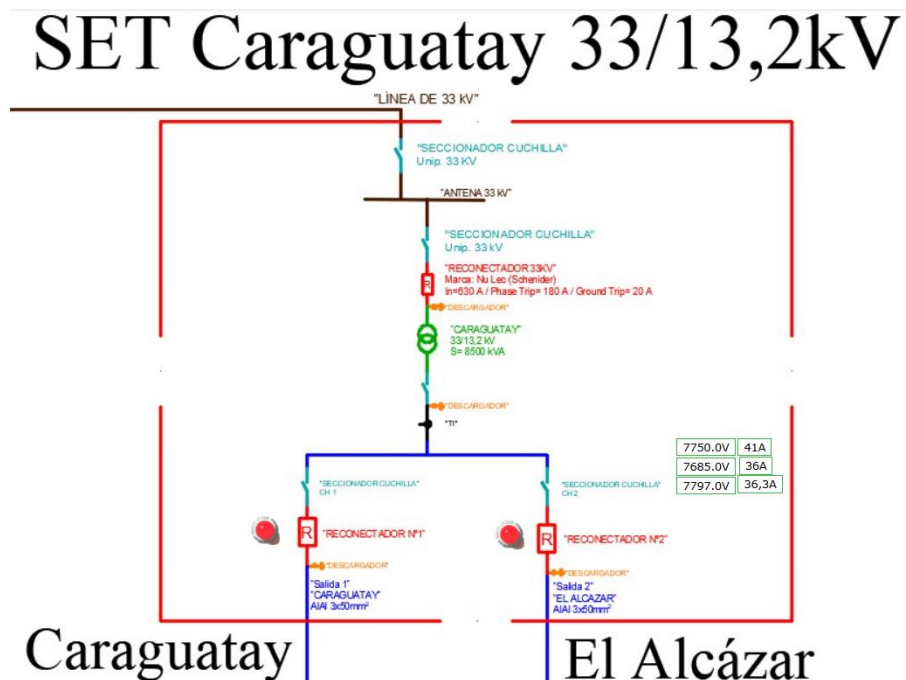 SET Caraguatay 33/13,2kV
"LÍNEA DE 33 kV"
"SECCIONADOR CUCHILLA"
Unip. 33 KV
"ANTENA 33 kV"
"SECCIONADOR CUCHILLA"
Unip. 33 kV
"RECONECTADOR 33KV"
Marca: Nu Lec (Schenider)
In=630 A / Phase Trip= 180 A / Ground Trip= 20 A
R
"DESCARGADOR"
"CARAGUATAY"
33/13,2 kV
S= 8500 kVA
"DESCARGADOR"
"TI"
7750.0V 41A
7685.0V 36A
7797.0V 36,3A
"SECCIONADOR CUCHILLA"
CH 1
"SECCIONADOR CUCHILLA"
CH 2
R "RECONECTADOR Nº1"
R "RECONECTADOR Nº2"
"DESCARGADOR"
"DESCARGADOR"
"Salida 1"
"CARAGUATAY"
AlAl 3x50mm²
"Salida 2"
"EL ALCAZAR"
AlAl 3x50mm²
Caraguatay
El Alcázar